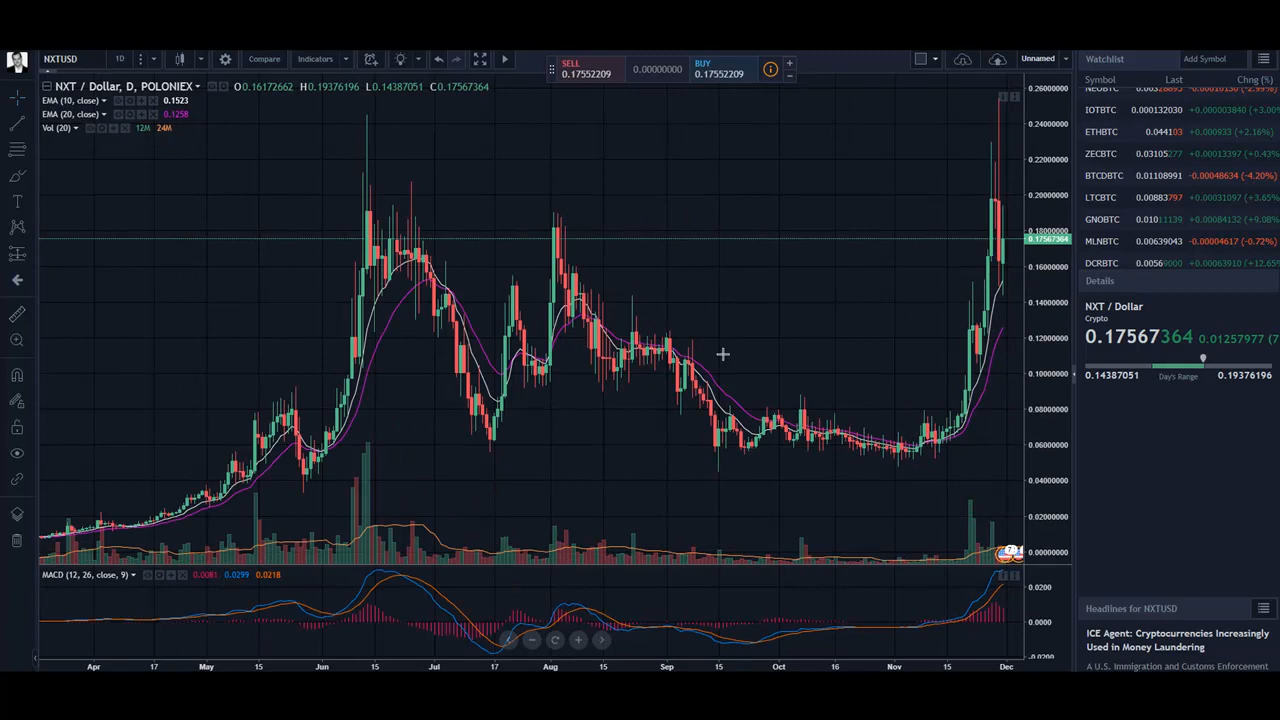 NXTUSD 1D Compare Indicators SELL 0.17552209 0.00000000 BUY 0.17552209 Unnamed
NXT / Dollar, D, POLONIEX O 0.16172662 H 0.19376196 L 0.14387051 C 0.17567364
EMA (10, close) 0.1523
EMA (20, close) 0.1258
Vol (20) 12M 24M
0.26000000
0.24000000
0.22000000
0.20000000
0.18000000
0.17567364
0.16000000
0.14000000
0.12000000
0.10000000
0.08000000
0.06000000
0.04000000
0.02000000
0.00000000
MACD (12, 26, close, 9) 0.0081 0.0299 0.0218
0.0200
0.0000
-0.0200
Apr 17 May 15 Jun 15 Jul 17 Aug 15 Sep 15 Oct 16 Nov 15 Dec
Watchlist Add Symbol
Symbol Last Chng (%)
IOTBTC 0.000132030 +0.00000384 (+3.00%
ETHBTC 0.044103 +0.000933 (+2.16%)
ZECBTC 0.03105277 +0.00013397 (+0.43%
BTCDBTC 0.01108991 -0.00048634 (-4.20%)
LTCBTC 0.00883797 +0.00031097 (+3.65%
GNOBTC 0.01011139 +0.00084132 (+9.08%
MLNBTC 0.00639043 -0.00004617 (-0.72%)
DCRBTC 0.00569000 +0.00063910 (+12.65%
Details
NXT / Dollar
Crypto
0.17567364 0.01257977 (7
0.14387051 Day's Range 0.19376196
Headlines for NXTUSD
ICE Agent: Cryptocurrencies Increasingly
Used in Money Laundering
A U.S. Immigration and Customs Enforcement